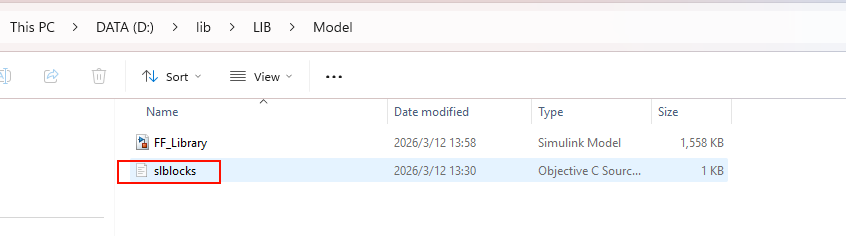 This PC > DATA (D:) > lib > LIB > Model
Sort View ...
Name Date modified Type Size
FF_Library 2026/3/12 13:58 Simulink Model 1,558 KB
slblocks 2026/3/12 13:30 Objective C Sourc... 1 KB